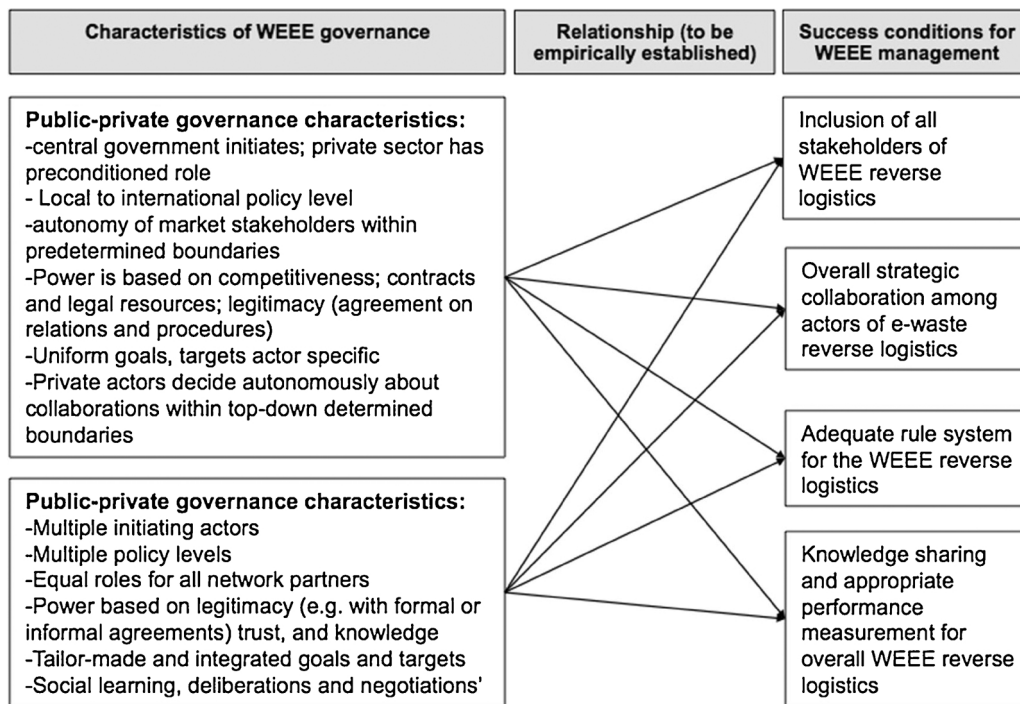 Characteristics of WEEE governance
Relationship (to be
empirically established)
Success conditions for
WEEE management
Public-private governance characteristics:
-central government initiates; private sector has
preconditioned role
- Local to international policy level
-autonomy of market stakeholders within
predetermined boundaries
-Power is based on competitiveness; contracts
and legal resources; legitimacy (agreement on
relations and procedures)
-Uniform goals, targets actor specific
-Private actors decide autonomously about
collaborations within top-down determined
boundaries
Public-private governance characteristics:
-Multiple initiating actors
-Multiple policy levels
-Equal roles for all network partners
-Power based on legitimacy (e.g. with formal or
informal agreements) trust, and knowledge
-Tailor-made and integrated goals and targets
-Social learning, deliberations and negotiations'
Inclusion of all
stakeholders of
WEEE reverse
logistics
Overall strategic
collaboration among
actors of e-waste
reverse logistics
Adequate rule system
for the WEEE reverse
logistics
Knowledge sharing
and appropriate
performance
measurement for
overall WEEE reverse
logistics